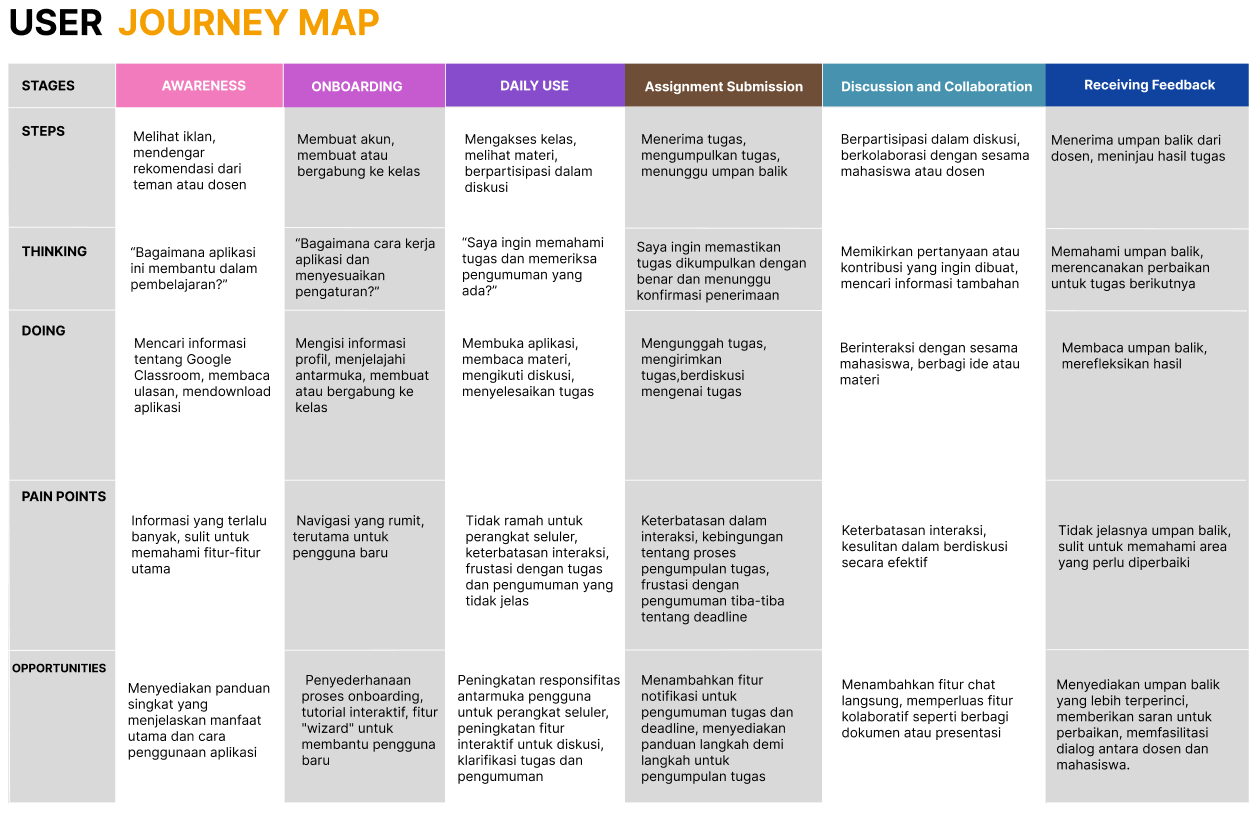 USER JOURNEY MAP
STAGES
AWARENESS
ONBOARDING
DAILY USE
Assignment Submission
Discussion and Collaboration
Receiving Feedback
STEPS
Melihat iklan,
mendengar
rekomendasi dari
teman atau dosen
Membuat akun,
membuat atau
bergabung ke kelas
Mengakses kelas,
melihat materi,
berpartisipasi dalam
diskusi
Menerima tugas,
mengumpulkan tugas,
menunggu umpan balik
Berpartisipasi dalam diskusi,
berkolaborasi dengan sesama
mahasiswa atau dosen
Menerima umpan balik dari
dosen, meninjau hasil tugas
THINKING
“Bagaimana aplikasi
ini membantu dalam
pembelajaran?”
“Bagaimana cara kerja
aplikasi dan
menyesuaikan
pengaturan?”
“Saya ingin memahami
tugas dan memeriksa
pengumuman yang
ada?”
Saya ingin memastikan
tugas dikumpulkan dengan
benar dan menunggu
konfirmasi penerimaan
Memikirkan pertanyaan atau
kontribusi yang ingin dibuat,
mencari informasi tambahan
Memahami umpan balik,
merencanakan perbaikan
untuk tugas berikutnya
DOING
Mencari informasi
tentang Google
Classroom, membaca
ulasan, mendownload
aplikasi
Mengisi informasi
profil, menjelajahi
antarmuka, membuat
atau bergabung ke
kelas
Membuka aplikasi,
membaca materi,
mengikuti diskusi,
menyelesaikan tugas
Mengunggah tugas,
mengirimkan
tugas,berdiskusi
mengenai tugas
Berinteraksi dengan sesama
mahasiswa, berbagi ide atau
materi
Membaca umpan balik,
merefleksikan hasil
PAIN POINTS
Informasi yang terlalu
banyak, sulit untuk
memahami fitur-fitur
utama
Navigasi yang rumit,
terutama untuk
pengguna baru
Tidak ramah untuk
perangkat seluler,
keterbatasan interaksi,
frustasi dengan tugas
dan pengumuman yang
tidak jelas
Keterbatasan dalam
interaksi, kebingungan
tentang proses
pengumpulan tugas,
frustasi dengan
pengumuman tiba-tiba
tentang deadline
Keterbatasan interaksi,
kesulitan dalam berdiskusi
secara efektif
Tidak jelasnya umpan balik,
sulit untuk memahami area
yang perlu diperbaiki
OPPORTUNITIES
Menyediakan panduan
singkat yang
menjelaskan manfaat
utama dan cara
penggunaan aplikasi
Penyederhanaan
proses onboarding,
tutorial interaktif, fitur
"wizard" untuk
membantu pengguna
baru
Peningkatan responsifitas
antarmuka pengguna
untuk perangkat seluler,
peningkatan fitur
interaktif untuk diskusi,
klarifikasi tugas dan
pengumuman
Menambahkan fitur
notifikasi untuk
pengumuman tugas dan
deadline, menyediakan
panduan langkah demi
langkah untuk
pengumpulan tugas
Menambahkan fitur chat
langsung, memperluas fitur
kolaboratif seperti berbagi
dokumen atau presentasi
Menyediakan umpan balik
yang lebih terperinci,
memberikan saran untuk
perbaikan, memfasilitasi
dialog antara dosen dan
mahasiswa.